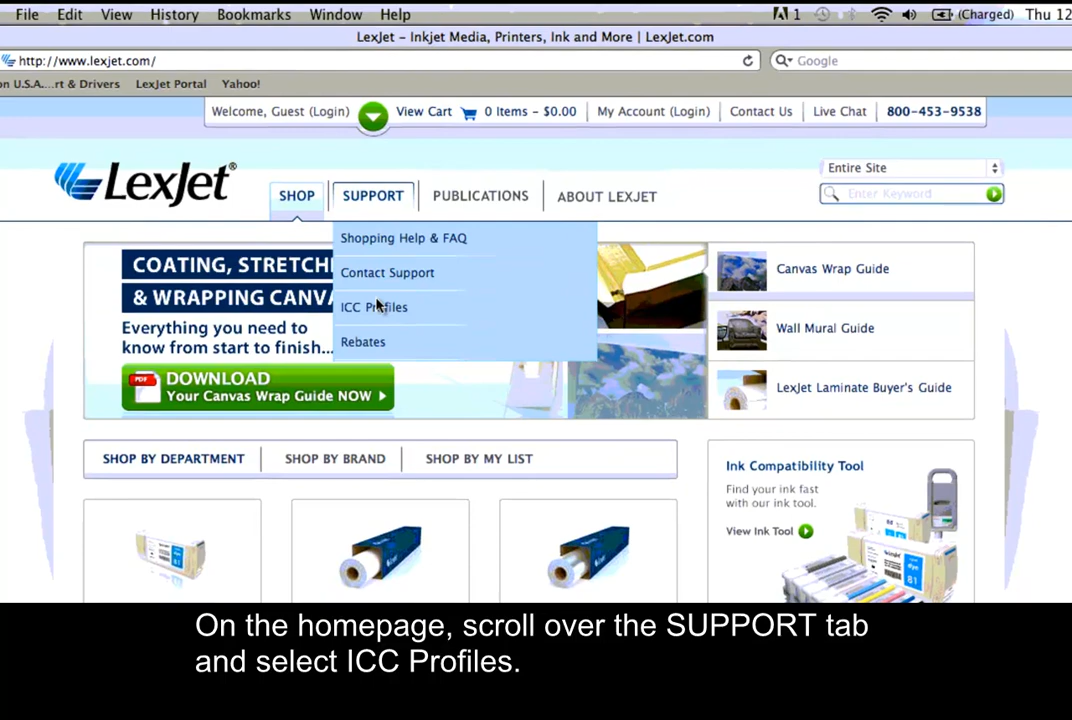 File Edit View History Bookmarks Window Help 1 (Charged) Thu 12
LexJet – Inkjet Media, Printers, Ink and More | LexJet.com
http://www.lexjet.com/ Google
on U.S.A....rt & Drivers LexJet Portal Yahoo!
Welcome, Guest (Login) View Cart 0 Items – $0.00 My Account (Login) Contact Us Live Chat 800-453-9538
LexJet®
SHOP SUPPORT PUBLICATIONS ABOUT LEXJET
Entire Site
Enter Keyword
Shopping Help & FAQ
Contact Support
ICC Profiles
Rebates
COATING, STRETCHI
& WRAPPING CANVA
Everything you need to
know from start to finish...
PDF
DOWNLOAD
Your Canvas Wrap Guide NOW
Canvas Wrap Guide
Wall Mural Guide
LexJet Laminate Buyer's Guide
SHOP BY DEPARTMENT SHOP BY BRAND SHOP BY MY LIST
Ink Compatibility Tool
Find your ink fast
with our ink tool.
View Ink Tool
81
81
On the homepage, scroll over the SUPPORT tab
and select ICC Profiles.